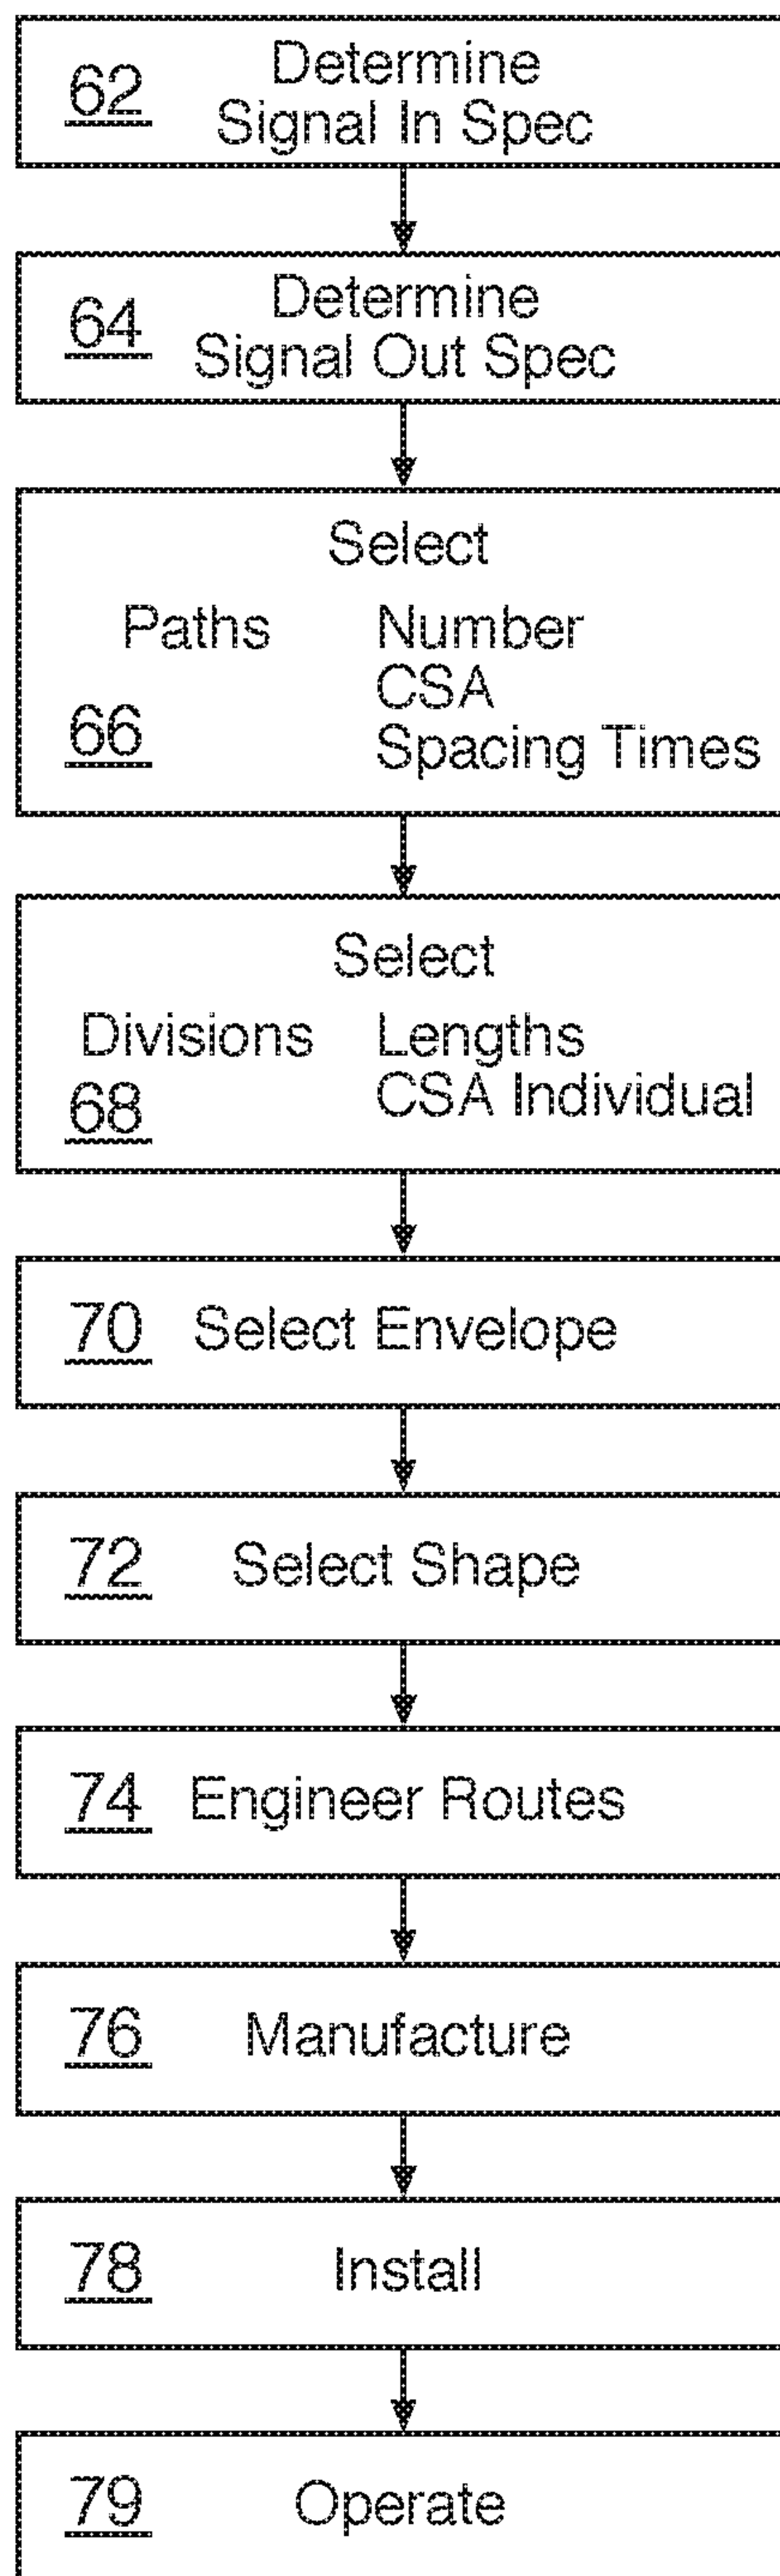 62 Determine
Signal In Spec
64 Determine
Signal Out Spec
Select
Paths Number
CSA
66 Spacing Times
Select
Divisions Lengths
68 CSA Individual
70 Select Envelope
72 Select Shape
74 Engineer Routes
76 Manufacture
78 Install
79 Operate